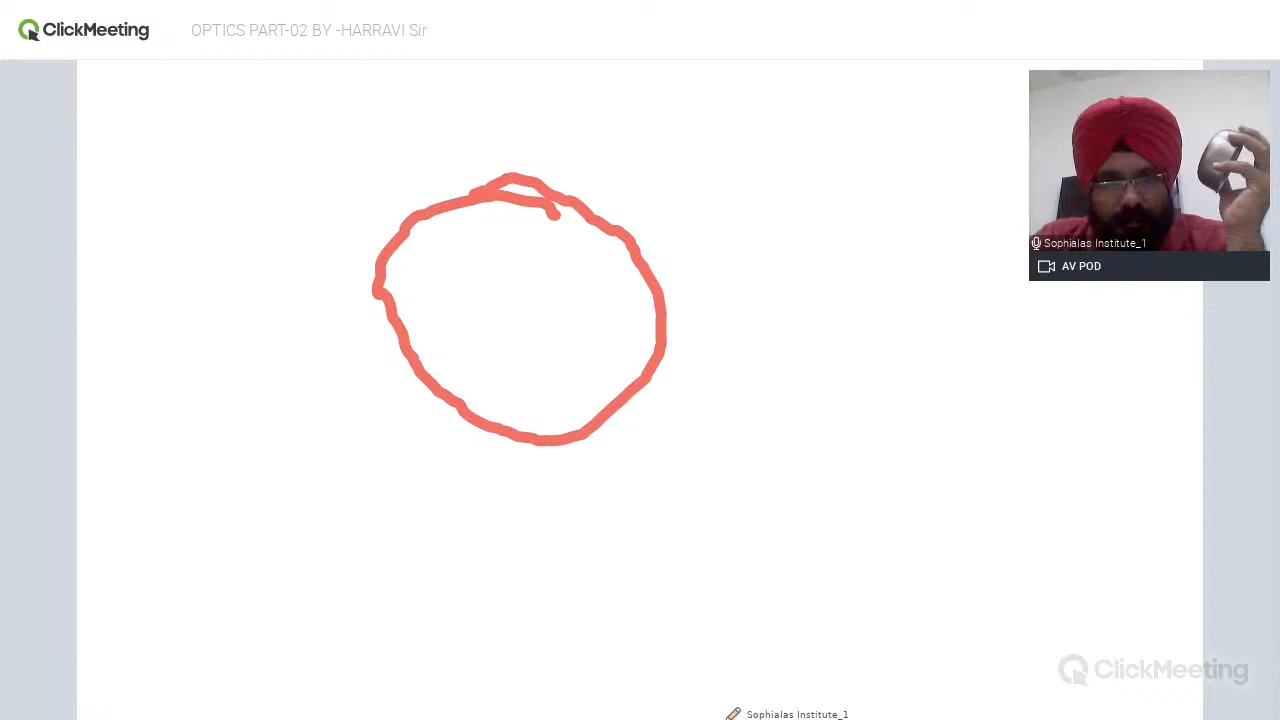 ClickMeeting
OPTICS PART-02 BY -HARRAVI Sir
Sophialas Institute_1
AV POD
ClickMeeting
Sophialas Institute_1